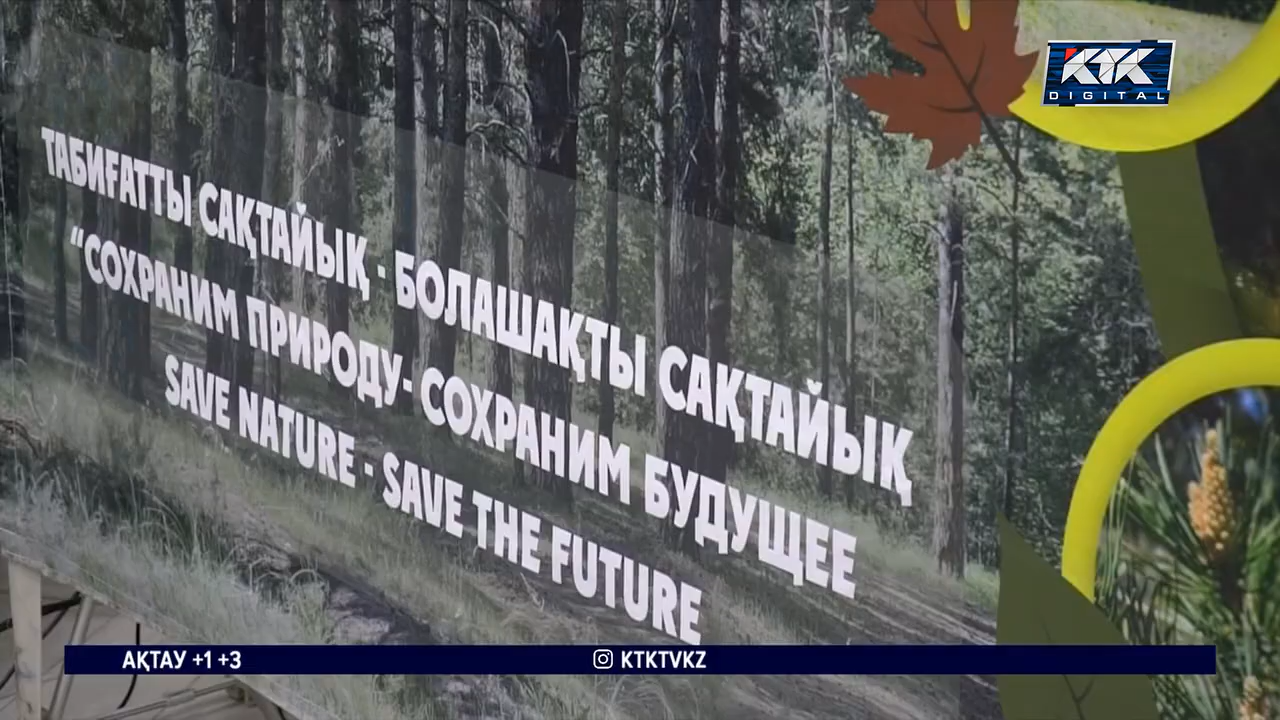 KTK
DIGITAL
ТАБИҒАТТЫ САҚТАЙЫҚ · БОЛАШАҚТЫ САҚТАЙЫҚ
“СОХРАНИМ ПРИРОДУ- СОХРАНИМ БУДУЩЕЕ
SAVE NATURE · SAVE THE FUTURE
АҚТАУ +1 +3
KTKTVKZ